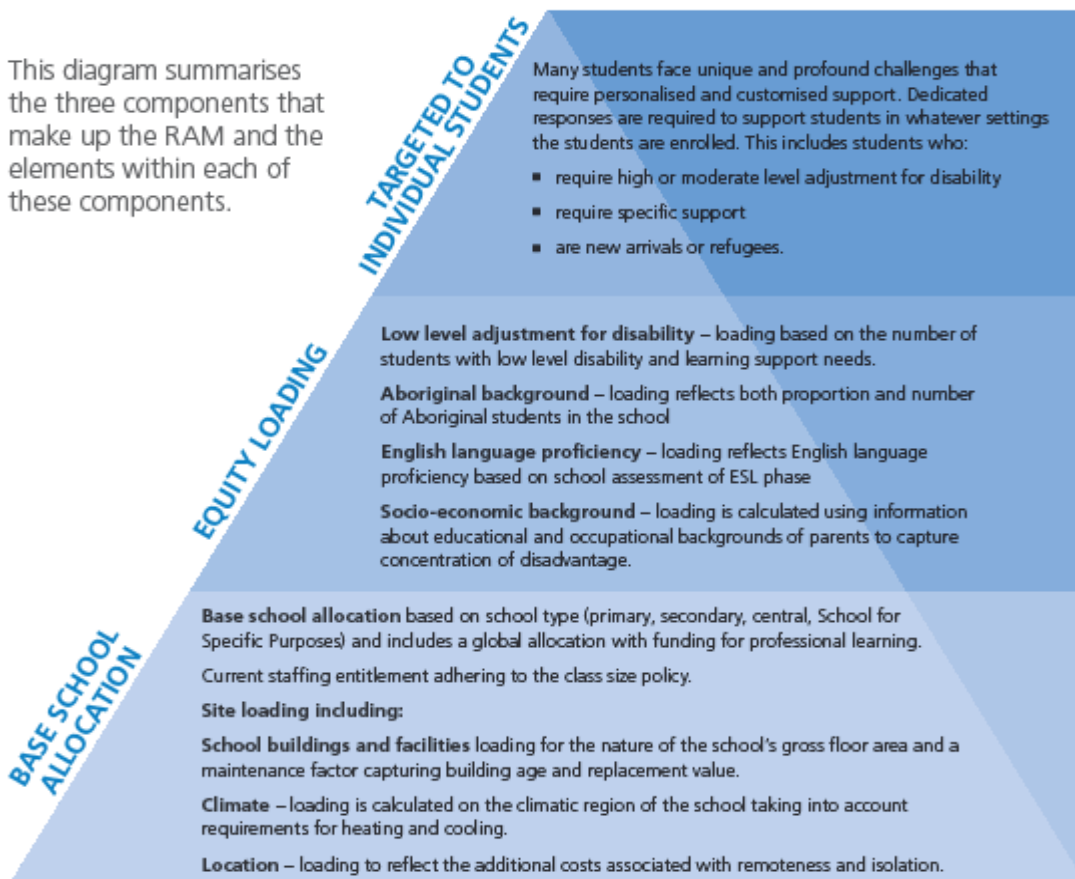 This diagram summarises
the three components that
make up the RAM and the
elements within each of
these components.
TARGETED TO
INDIVIDUAL STUDENTS
Many students face unique and profound challenges that
require personalised and customised support. Dedicated
responses are required to support students in whatever settings
the students are enrolled. This includes students who:
▪ require high or moderate level adjustment for disability
▪ require specific support
▪ are new arrivals or refugees.
EQUITY LOADING
Low level adjustment for disability – loading based on the number of
students with low level disability and learning support needs.
Aboriginal background – loading reflects both proportion and number
of Aboriginal students in the school
English language proficiency – loading reflects English language
proficiency based on school assessment of ESL phase
Socio-economic background – loading is calculated using information
about educational and occupational backgrounds of parents to capture
concentration of disadvantage.
BASE SCHOOL
ALLOCATION
Base school allocation based on school type (primary, secondary, central, School for
Specific Purposes) and includes a global allocation with funding for professional learning.
Current staffing entitlement adhering to the class size policy.
Site loading including:
School buildings and facilities loading for the nature of the school's gross floor area and a
maintenance factor capturing building age and replacement value.
Climate – loading is calculated on the climatic region of the school taking into account
requirements for heating and cooling.
Location – loading to reflect the additional costs associated with remoteness and isolation.